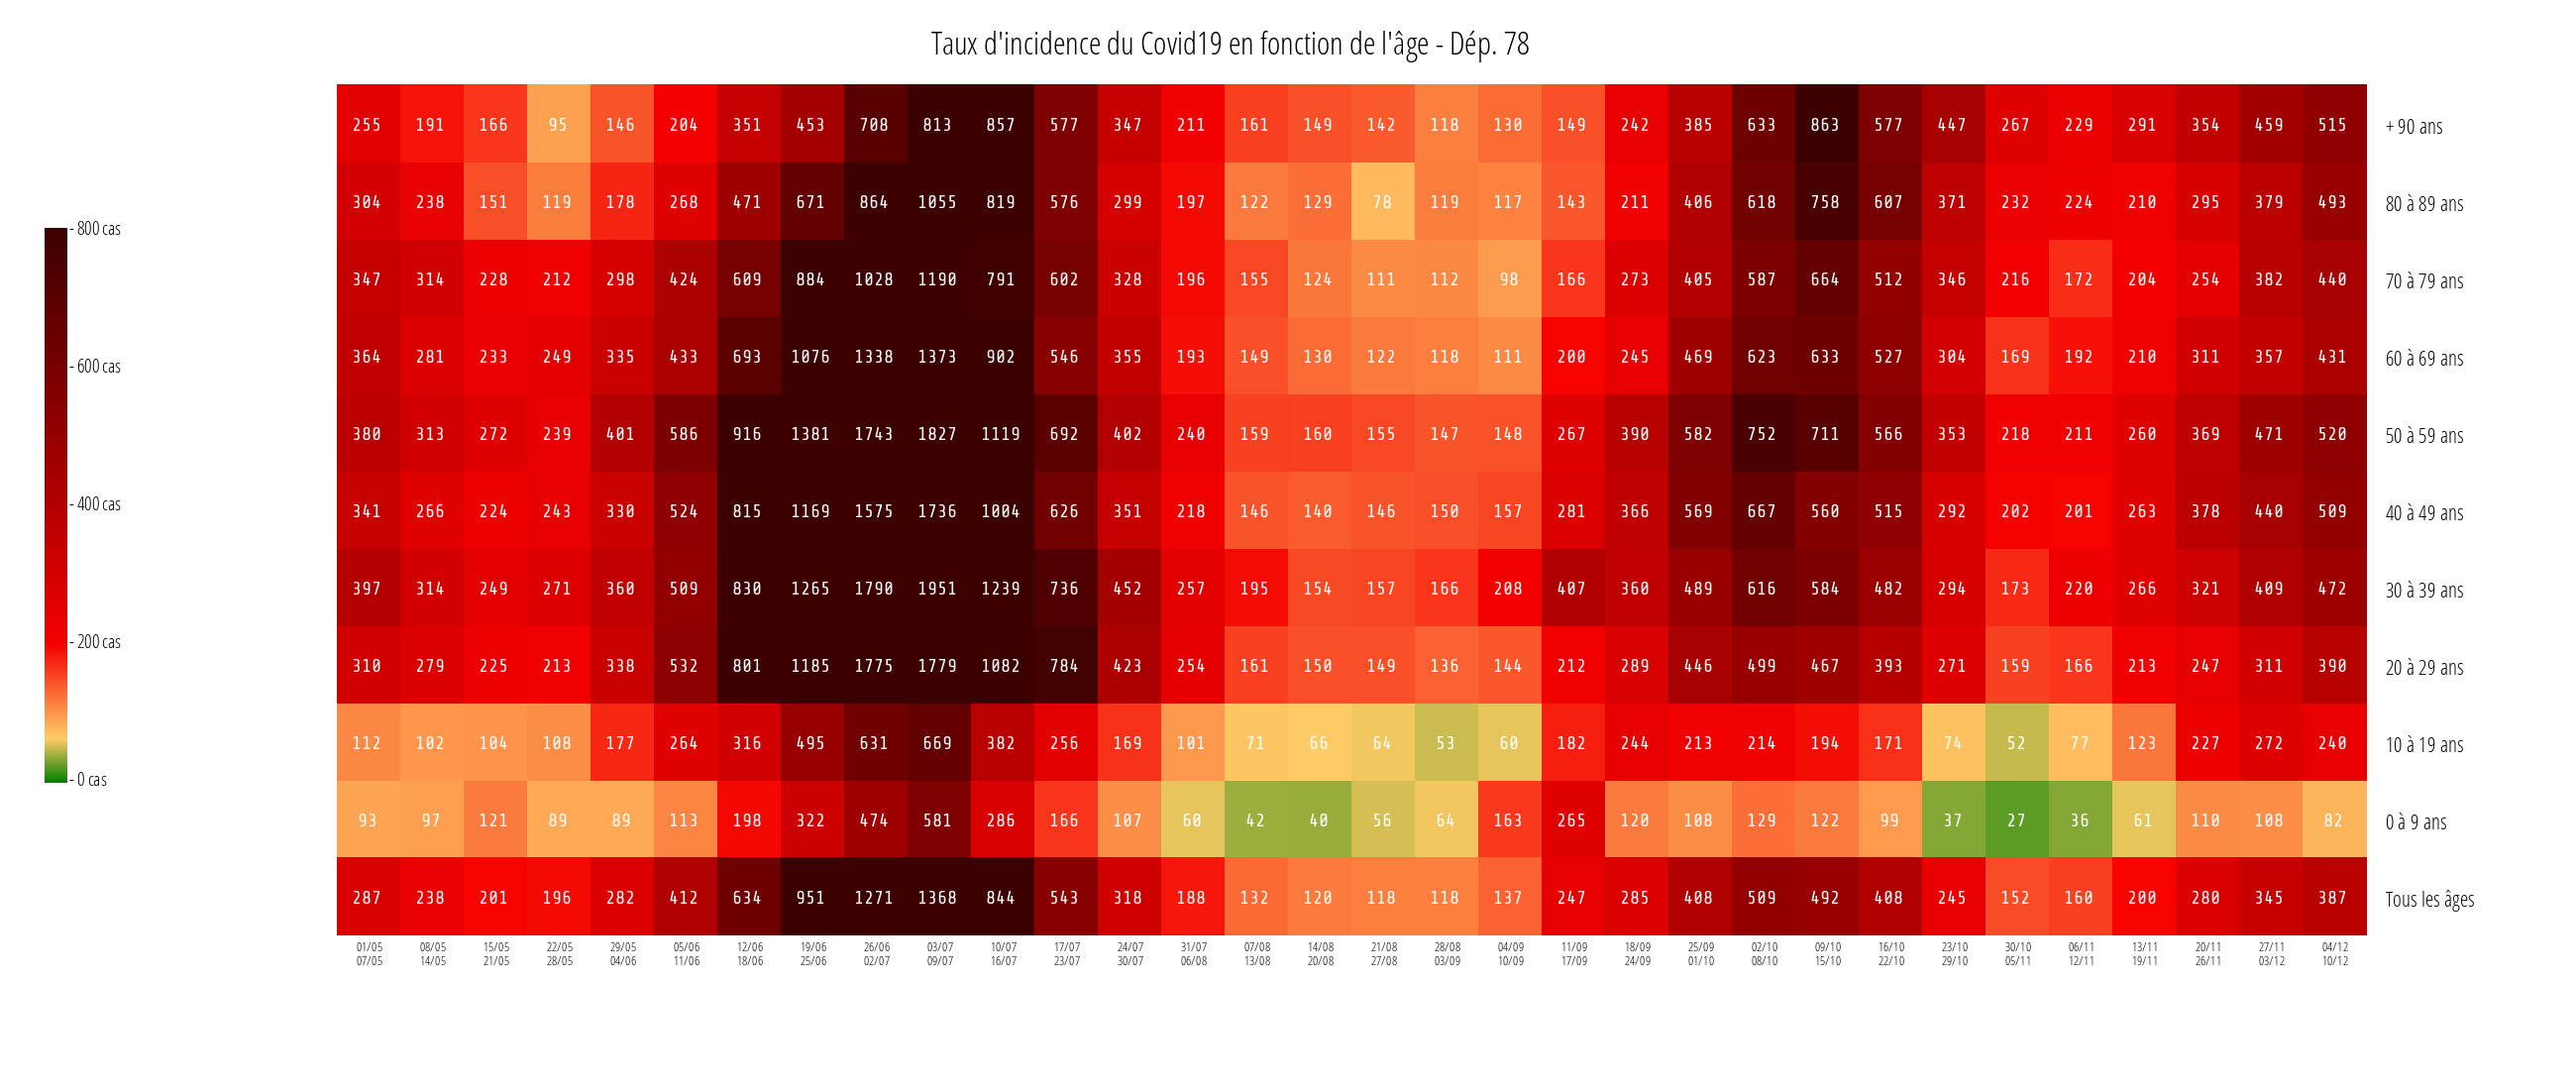 Taux d'incidence du Covid19 en fonction de l'âge - Dép. 78
- 800 cas
- 600 cas
- 400 cas
- 200 cas
- 0 cas
255 191 166 95 146 204 351 453 708 813 857 577 347 211 161 149 142 118 130 149 242 385 633 863 577 447 267 229 291 354 459 515 + 90 ans
304 238 151 119 178 268 471 671 864 1055 819 576 299 197 122 129 78 119 117 143 211 406 618 758 607 371 232 224 210 295 379 493 80 à 89 ans
347 314 228 212 298 424 609 884 1028 1190 791 602 328 196 155 124 111 112 98 166 273 405 587 664 512 346 216 172 204 254 382 440 70 à 79 ans
364 281 233 249 335 433 693 1076 1338 1373 902 546 355 193 149 130 122 118 111 200 245 469 623 633 527 304 169 192 210 311 357 431 60 à 69 ans
380 313 272 239 401 586 916 1381 1743 1827 1119 692 402 240 159 160 155 147 148 267 390 582 752 711 566 353 218 211 260 369 471 520 50 à 59 ans
341 266 224 243 330 524 815 1169 1575 1736 1004 626 351 218 146 140 146 150 157 281 366 569 667 560 515 292 202 201 263 378 440 509 40 à 49 ans
397 314 249 271 360 509 830 1265 1790 1951 1239 736 452 257 195 154 157 166 208 407 360 489 616 584 482 294 173 220 266 321 409 472 30 à 39 ans
310 279 225 213 338 532 801 1185 1775 1779 1082 784 423 254 161 150 149 136 144 212 289 446 499 467 393 271 159 166 213 247 311 390 20 à 29 ans
112 102 104 108 177 264 316 495 631 669 382 256 169 101 71 66 64 53 60 182 244 213 214 194 171 74 52 77 123 227 272 240 10 à 19 ans
93 97 121 89 89 113 198 322 474 581 286 166 107 60 42 40 56 64 163 265 120 108 129 122 99 37 27 36 61 110 108 82 0 à 9 ans
287 238 201 196 282 412 634 951 1271 1368 844 543 318 188 132 120 118 118 137 247 285 408 509 492 408 245 152 160 200 280 345 387 Tous les âges
01/05 08/05 15/05 22/05 29/05 05/06 12/06 19/06 26/06 03/07 10/07 17/07 24/07 31/07 07/08 14/08 21/08 28/08 04/09 11/09 18/09 25/09 02/10 09/10 16/10 23/10 30/10 06/11 13/11 20/11 27/11 04/12
07/05 14/05 21/05 28/05 04/06 11/06 18/06 25/06 02/07 09/07 16/07 23/07 30/07 06/08 13/08 20/08 27/08 03/09 10/09 17/09 24/09 01/10 08/10 15/10 22/10 29/10 05/11 12/11 19/11 26/11 03/12 10/12